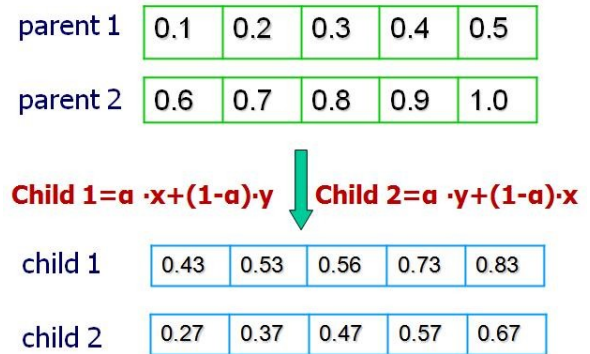 parent 1 0.1 0.2 0.3 0.4 0.5
parent 2 0.6 0.7 0.8 0.9 1.0
Child 1=α ·x+(1-α)·y Child 2=α ·y+(1-α)·x
child 1 0.43 0.53 0.56 0.73 0.83
child 2 0.27 0.37 0.47 0.57 0.67